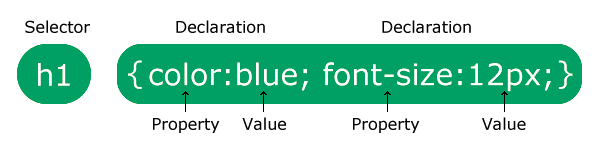 Selector Declaration Declaration
h1 {color:blue; font-size:12px;}
Property Value Property Value